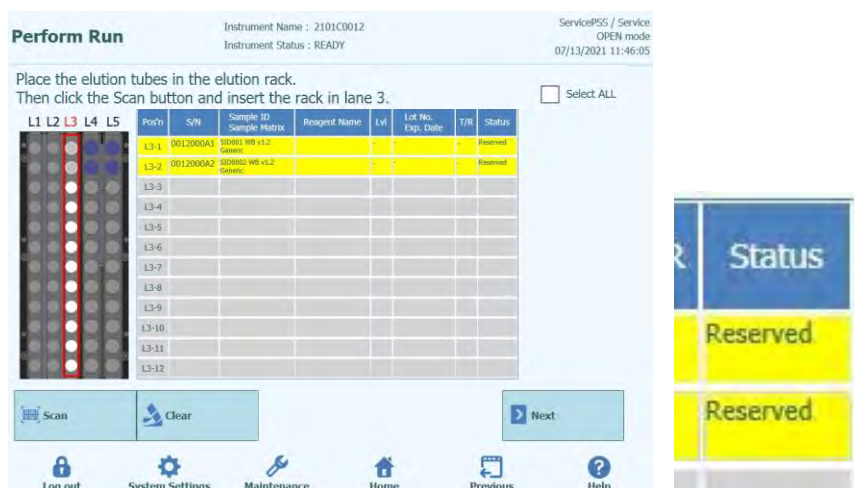 Perform Run
Instrument Name : 2101C0012
Instrument Status : READY
ServicePSS / Service
OPEN mode
07/13/2021 11:46:05
Place the elution tubes in the elution rack.
Then click the Scan button and insert the rack in lane 3.
Select ALL
L1 L2 L3 L4 L5
Pos'n S/N Sample ID Sample Matrix Reagent Name Lvl Lot No. Exp. Date T/R Status
L3-1 0012000A1 SID001 WB v1.2 Generic - - - Reserved
L3-2 0012000A2 SID0002 WB v1.2 Generic - - - Reserved
L3-3
L3-4
L3-5
L3-6
L3-7
L3-8
L3-9
L3-10
L3-11
L3-12
Scan Clear Next
Log out System Settings Maintenance Home Previous Help
R Status
Reserved
Reserved